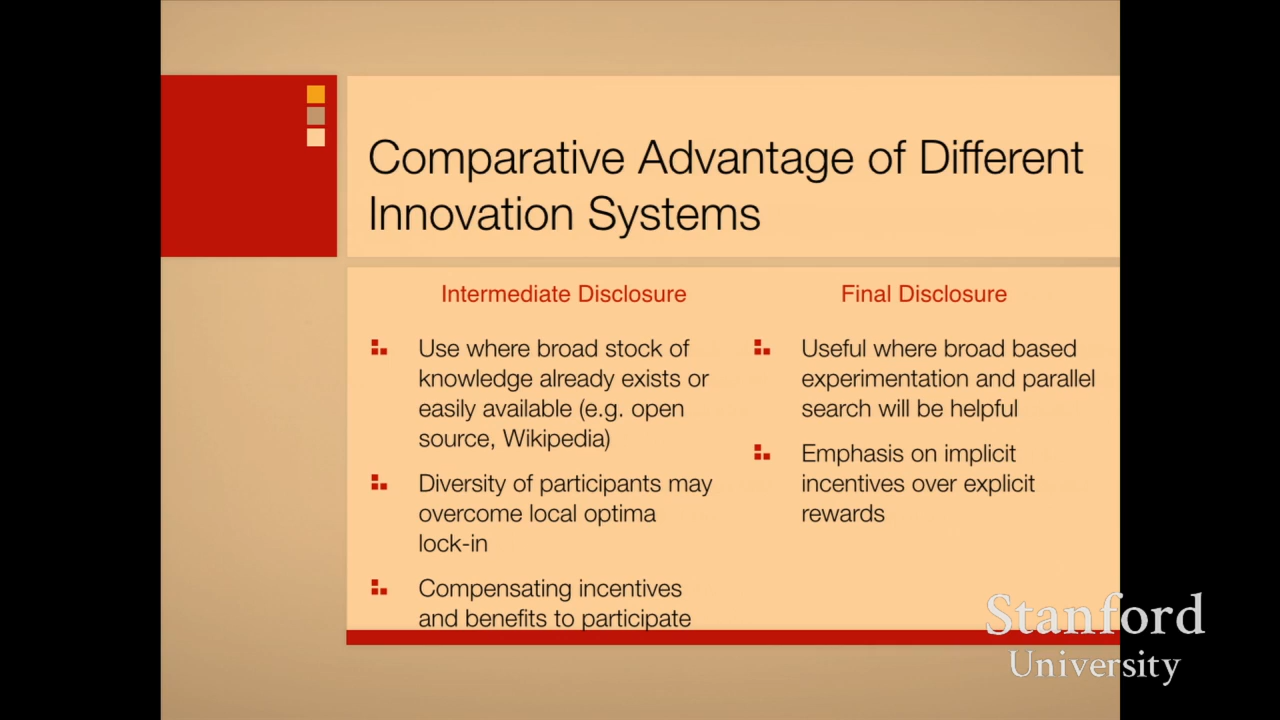 Comparative Advantage of Different
Innovation Systems
Intermediate Disclosure
Use where broad stock of
knowledge already exists or
easily available (e.g. open
source, Wikipedia)
Diversity of participants may
overcome local optima
lock-in
Compensating incentives
and benefits to participate
Final Disclosure
Useful where broad based
experimentation and parallel
search will be helpful
Emphasis on implicit
incentives over explicit
rewards
Stanford
University